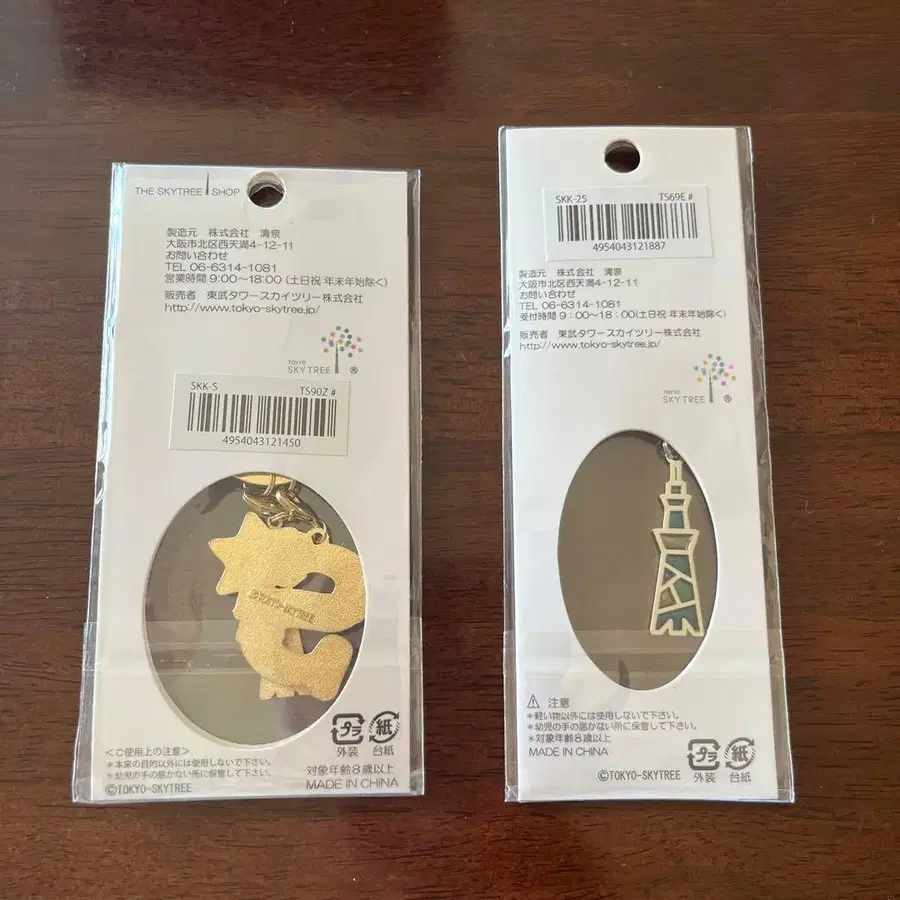 THE SKYTREE SHOP
製造元 株式会社 清泉
大阪市北区西天満4-12-11
お問い合わせ
TEL 06-6314-1081
営業時間 9:00~18:00 (土日祝 年末年始除く)
販売者 東武タワースカイツリー株式会社
http://www.tokyo-skytree.jp/
TOKYO
SKYTREE ®
SKK-S TS90Z #
4954043121450
©TOKYO-SKYTREE
プラ 紙
外装 台紙
<ご使用上の注意>
*本来の目的以外には使用しないで下さい。
*幼児の手の届かない所に保管して下さい。
対象年齢8歳以上
©TOKYO-SKYTREE
MADE IN CHINA
SKK-25 TS69E #
4954043121887
製造元 株式会社 清泉
大阪市北区西天満4-12-11
お問い合わせ
TEL 06-6314-1081
受付時間 9:00~18:00(土日祝 年末年始除く)
販売者 東武タワースカイツリー株式会社
http://www.tokyo-skytree.jp/
TOKYO
SKYTREE ®
⚠ 注意
*軽い物以外には使用しないで下さい。
*幼児の手の届かない所に保管して下さい。
*対象年齢8歳以上
MADE IN CHINA
プラ 紙
外装 台紙
©TOKYO-SKYTREE